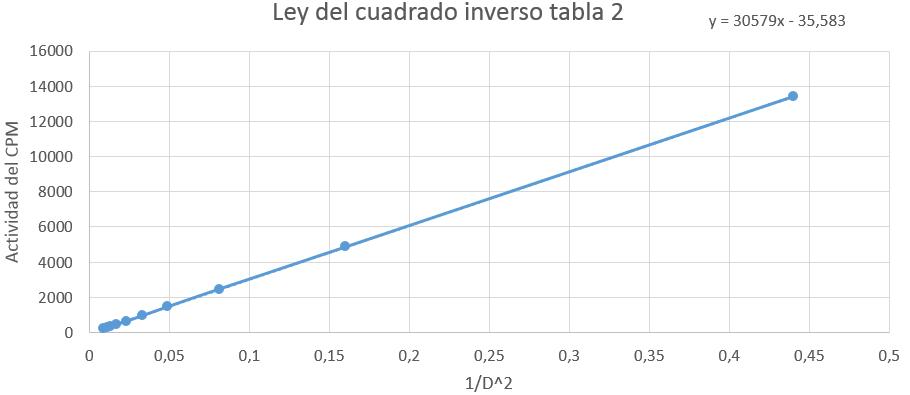 Ley del cuadrado inverso tabla 2
y = 30579x - 35,583
16000
14000
12000
10000
8000
6000
4000
2000
0
Actividad del CPM
0 0,05 0,1 0,15 0,2 0,25 0,3 0,35 0,4 0,45 0,5
1/D^2